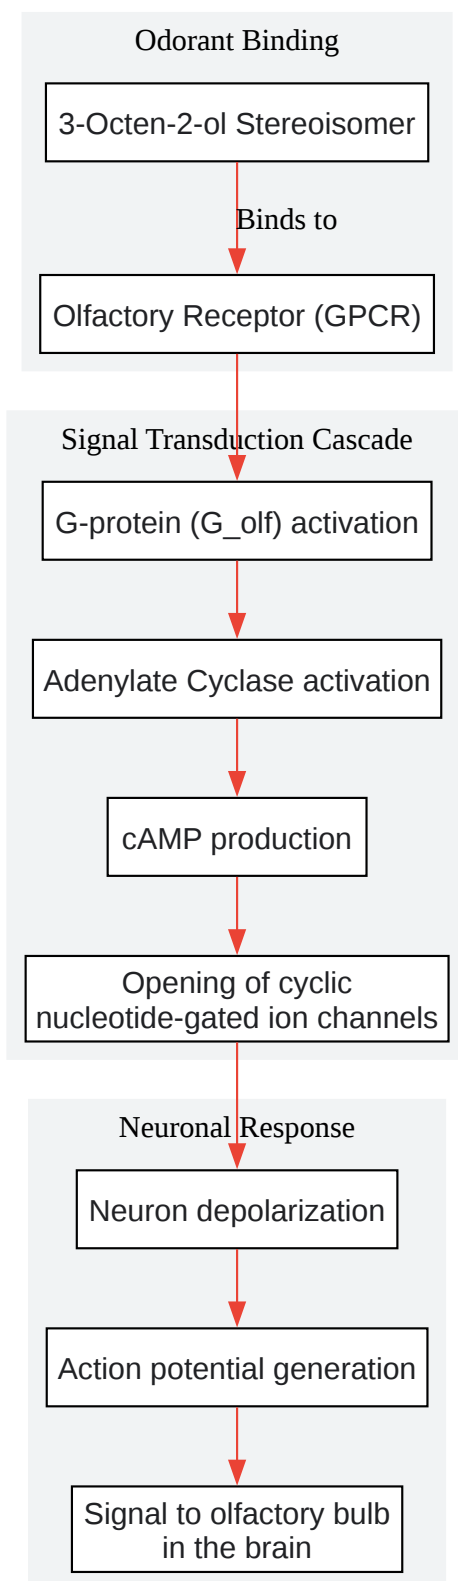 Odorant Binding
3-Octen-2-ol Stereoisomer
Binds to
Olfactory Receptor (GPCR)
Signal Transduction Cascade
G-protein (G_olf) activation
Adenylate Cyclase activation
cAMP production
Opening of cyclic
nucleotide-gated ion channels
Neuronal Response
Neuron depolarization
Action potential generation
Signal to olfactory bulb
in the brain